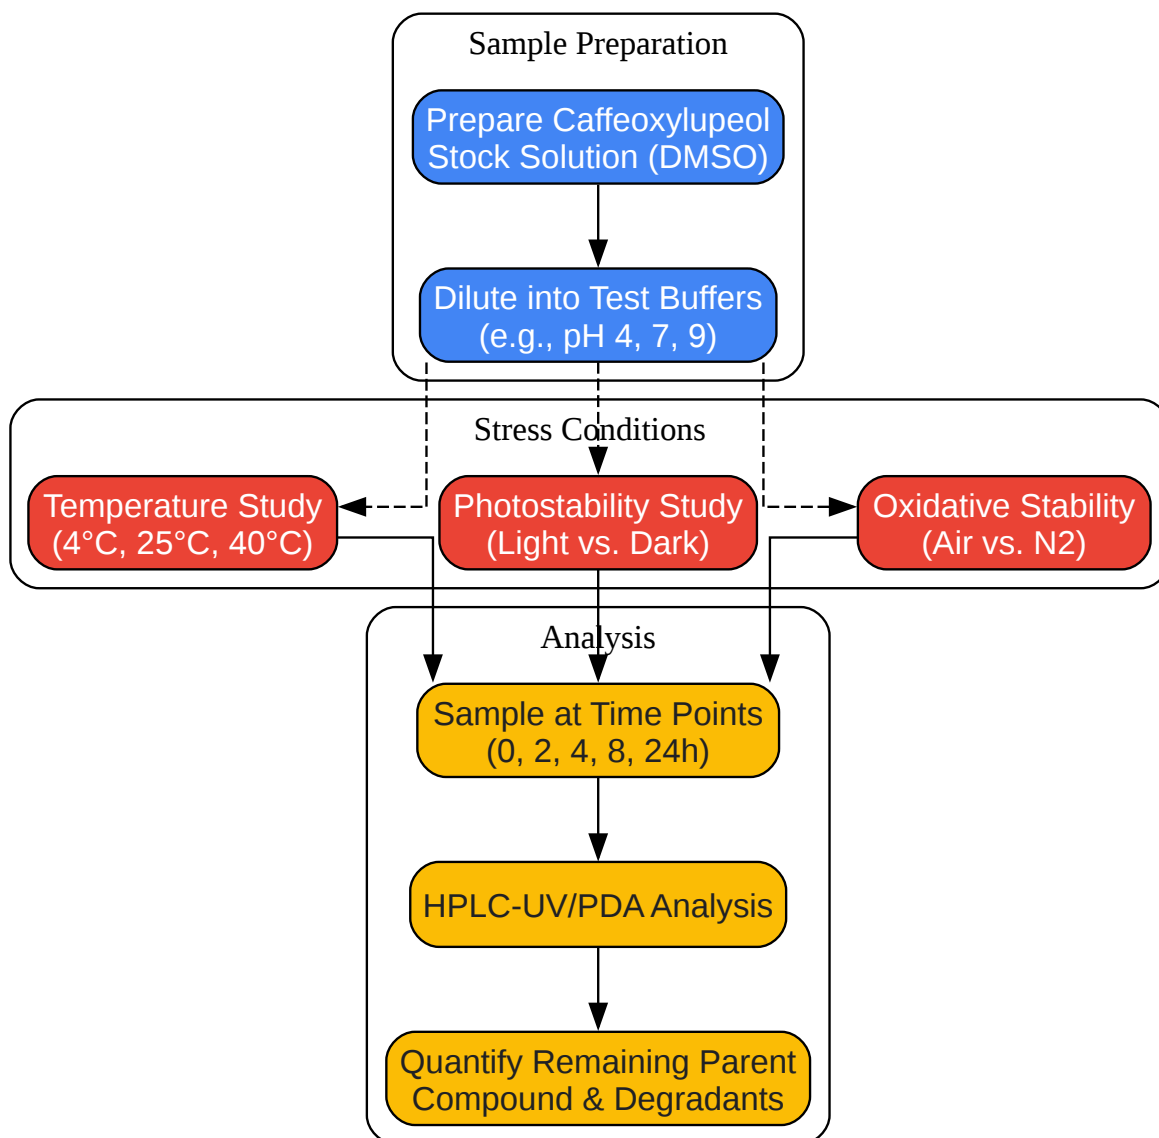 Sample Preparation
Prepare Caffeoxylupeol
Stock Solution (DMSO)
Dilute into Test Buffers
(e.g., pH 4, 7, 9)
Stress Conditions
Temperature Study
(4°C, 25°C, 40°C)
Photostability Study
(Light vs. Dark)
Oxidative Stability
(Air vs. N2)
Analysis
Sample at Time Points
(0, 2, 4, 8, 24h)
HPLC-UV/PDA Analysis
Quantify Remaining Parent
Compound & Degradants